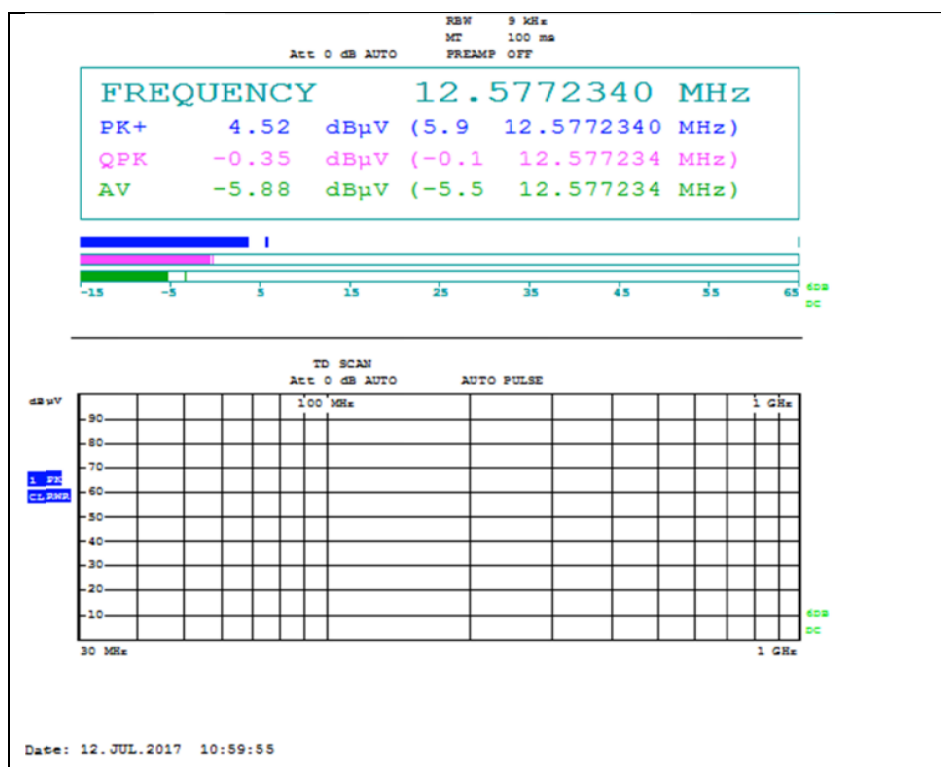 RBW 9 kHz
MT 100 ms
Att 0 dB AUTO PREAMP OFF
FREQUENCY 12.5772340 MHz
PK+ 4.52 dBµV (5.9 12.5772340 MHz)
QPK -0.35 dBµV (-0.1 12.577234 MHz)
AV -5.88 dBµV (-5.5 12.577234 MHz)
-15 -5 5 15 25 35 45 55 65
6DB
DC
TD SCAN
Att 0 dB AUTO AUTO PULSE
dBµV 100 MHz 1 GHz
90
80
70
1 PK
60
CLRWR
50
40
30
20
10
6DB
DC
30 MHz 1 GHz
Date: 12.JUL.2017 10:59:55